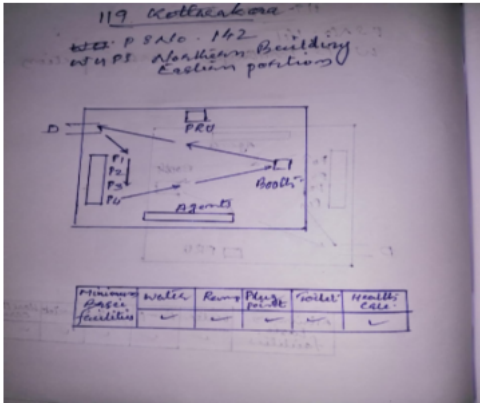 119 Kottarakara
P S No. 142
Northern Building
Eastern portion
D
PRO
P1
P2
P3
P4
Booth
Agents
Minimum Basic facilities Water Ramp Plug point Toilet Health Care
✓ ✓ ✓ ✓ ✓